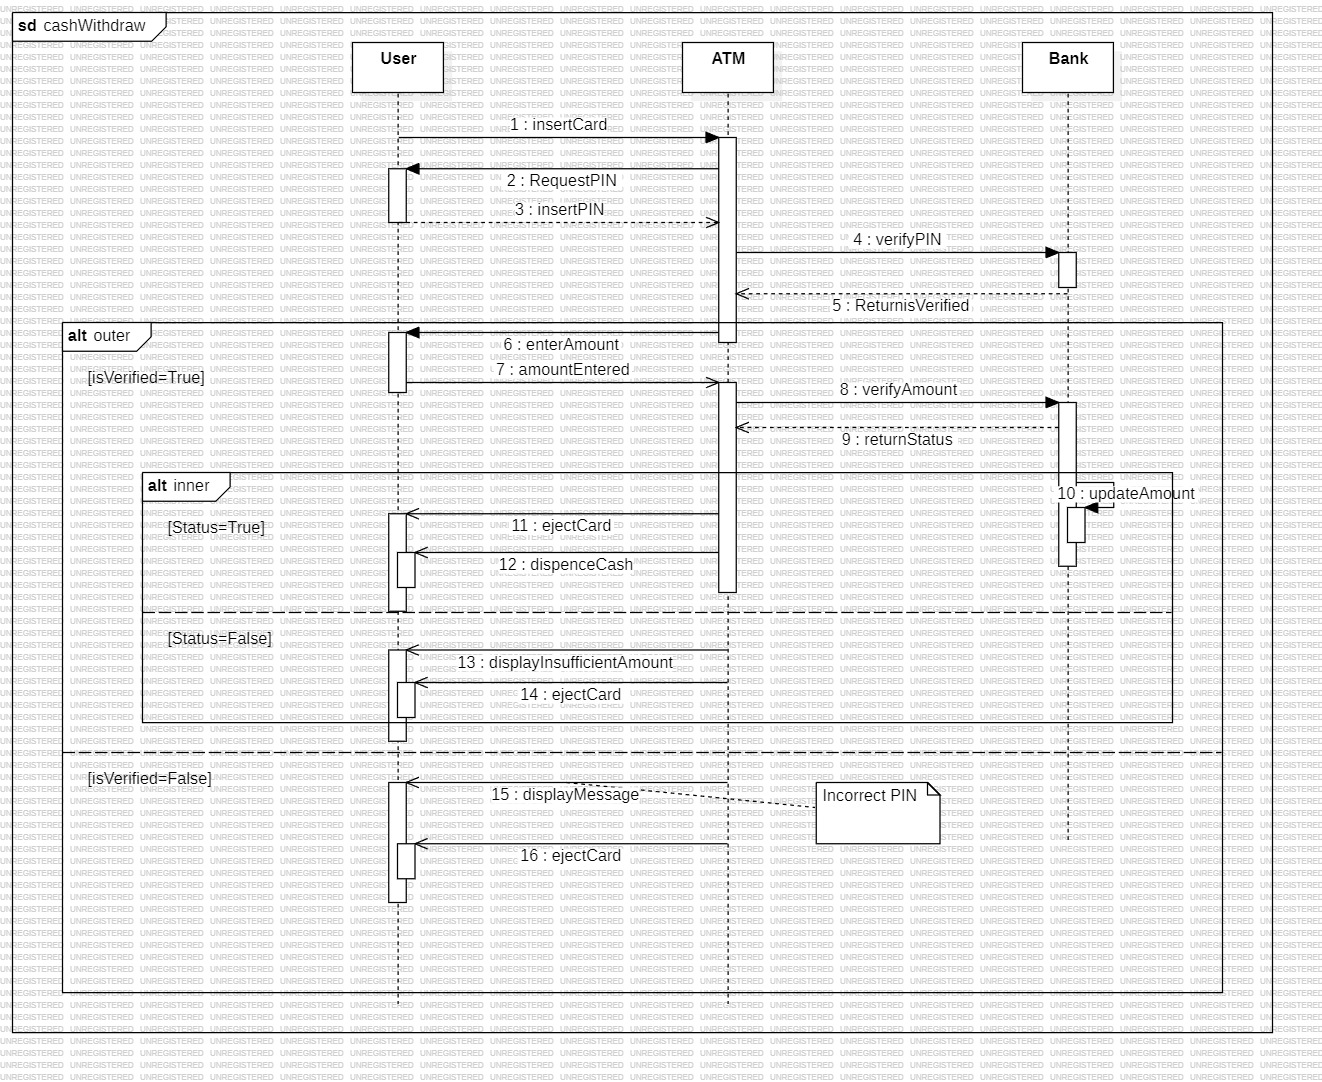 sd cashWithdraw
User
ATM
Bank
1 : insertCard
2 : RequestPIN
3 : insertPIN
4 : verifyPIN
5 : ReturnisVerified
alt outer
6 : enterAmount
[isVerified=True]
7 : amountEntered
8 : verifyAmount
9 : returnStatus
alt inner
10 : updateAmount
[Status=True]
11 : ejectCard
12 : dispenceCash
[Status=False]
13 : displayInsufficientAmount
14 : ejectCard
[isVerified=False]
15 : displayMessage
Incorrect PIN
16 : ejectCard
UNREGISTERED